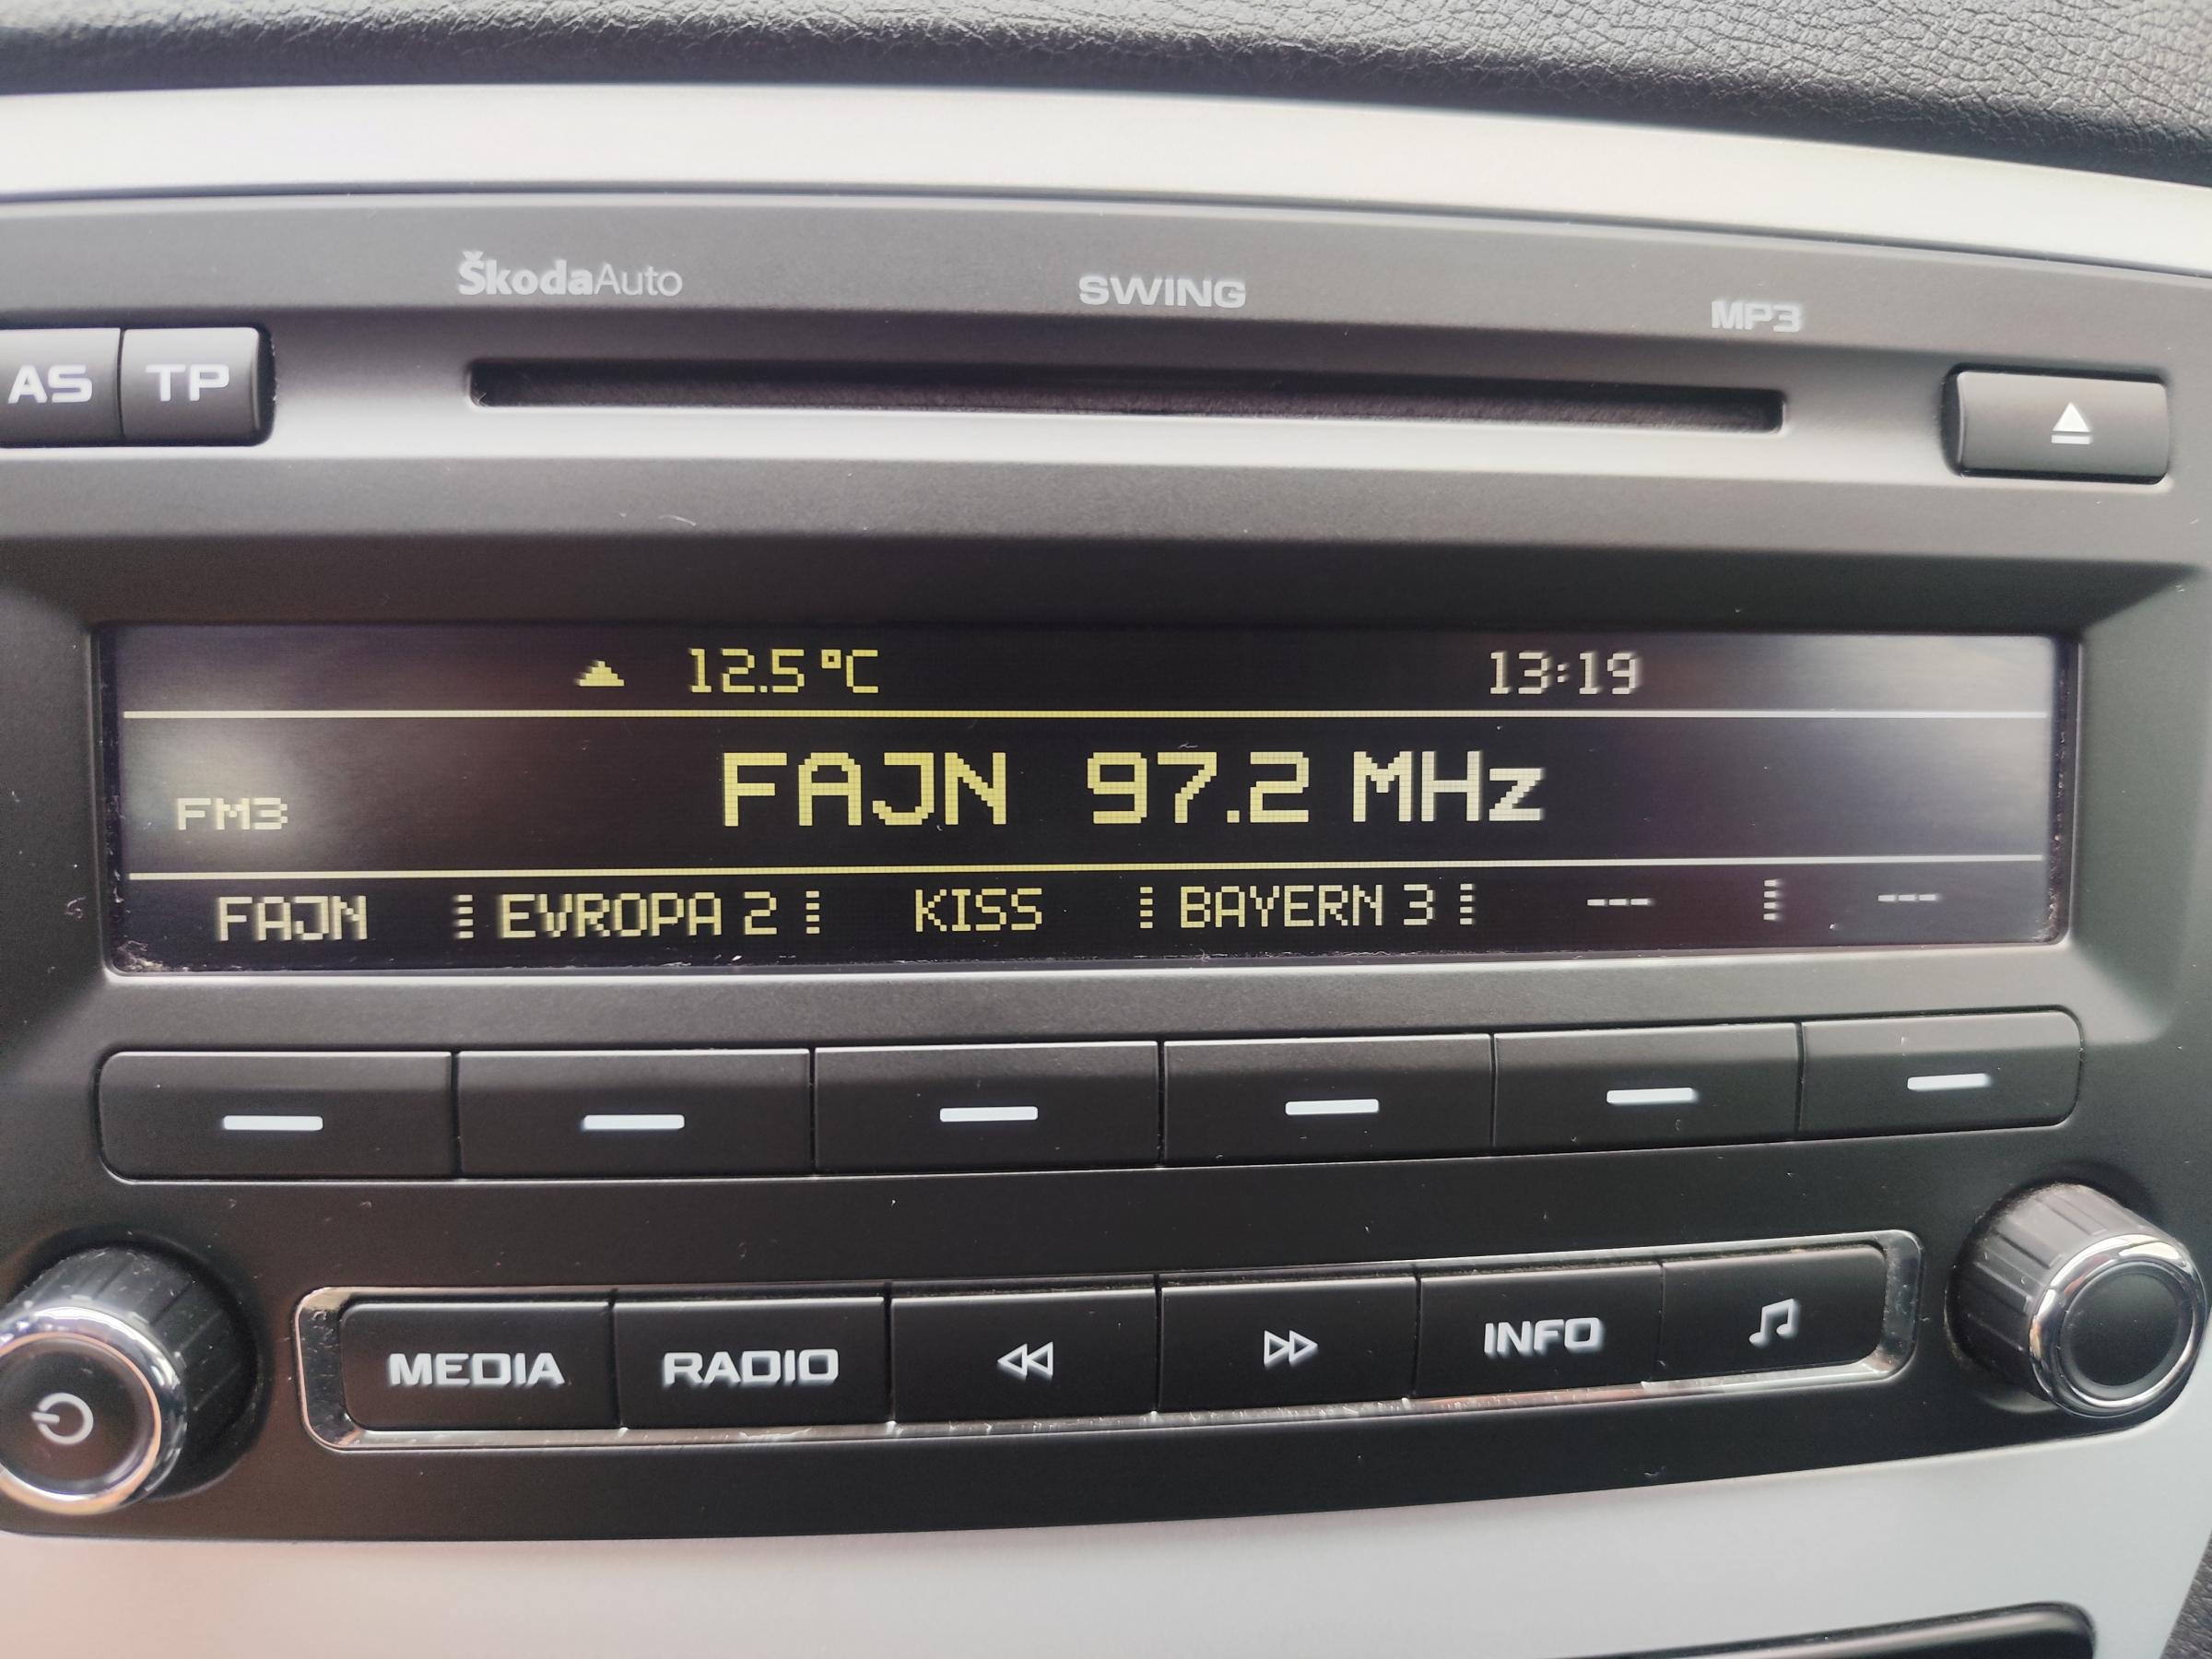 ŠkodaAuto SWING MP3
AS TP
12.5°C 13:19
FM3 FAJN 97.2 MHz
FAJN EVROPA 2 KISS BAYERN 3 --- ---
MEDIA RADIO INFO